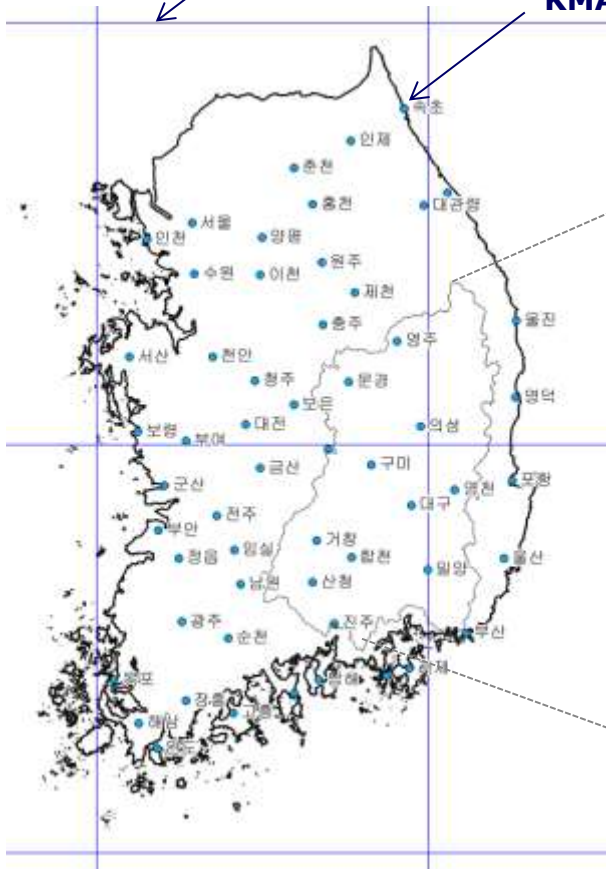 KMA
속초
인제
춘천
홍천
대관령
서울
인천
양평
원주
수원
이천
제천
충주
울진
영주
서산
천안
청주
문경
영덕
보은
보령
대전
의성
부여
금산
구미
군산
영천
포항
대구
전주
부안
거창
임실
정읍
합천
울산
밀양
남원
산청
광주
진주
순천
부산
거제
남해
목포
장흥
고흥
해남
완도